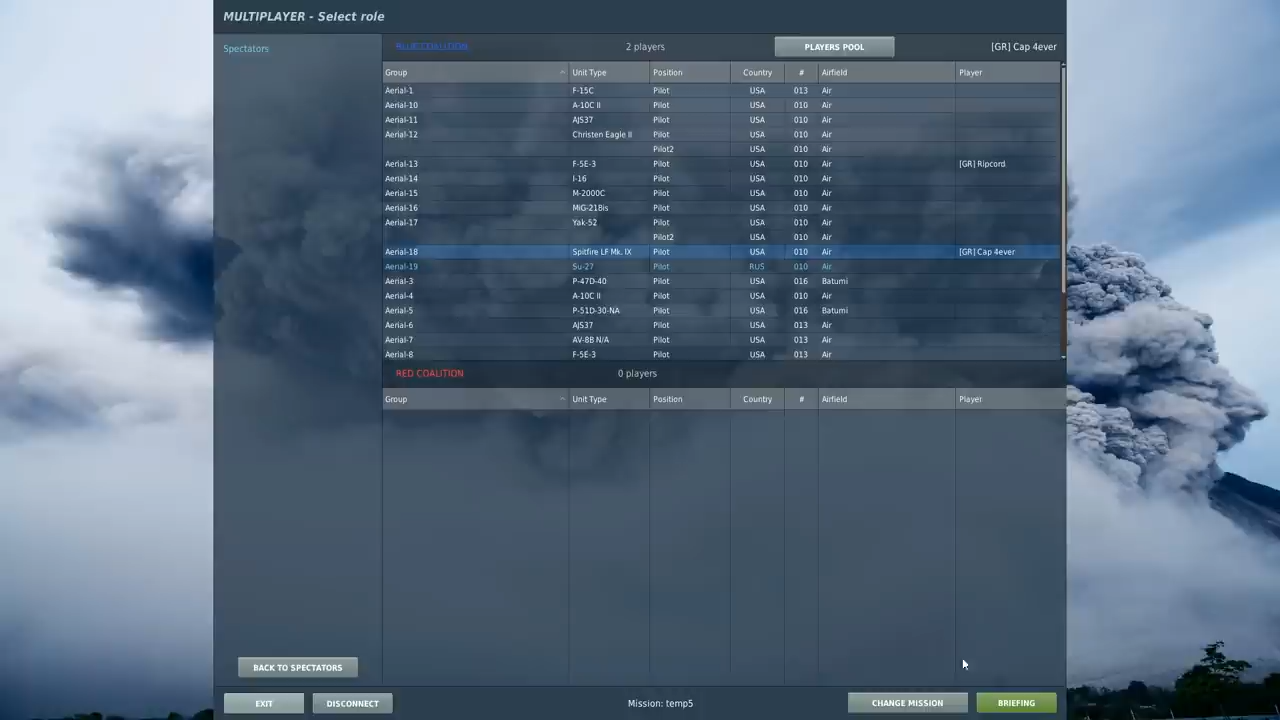 MULTIPLAYER - Select role
Spectators
BLUE COALITION 2 players PLAYERS POOL [GR] Cap 4ever
Group Unit Type Position Country # Airfield Player
Aerial-1 F-15C Pilot USA 013 Air
Aerial-10 A-10C II Pilot USA 010 Air
Aerial-11 AJS37 Pilot USA 010 Air
Aerial-12 Christen Eagle II Pilot USA 010 Air
Pilot2 USA 010 Air
Aerial-13 F-5E-3 Pilot USA 010 Air [GR] Ripcord
Aerial-14 I-16 Pilot USA 010 Air
Aerial-15 M-2000C Pilot USA 010 Air
Aerial-16 MiG-21Bis Pilot USA 010 Air
Aerial-17 Yak-52 Pilot USA 010 Air
Pilot2 USA 010 Air
Aerial-18 Spitfire LF Mk. IX Pilot USA 010 Air [GR] Cap 4ever
Aerial-19 Su-27 Pilot RUS 010 Air
Aerial-3 P-47D-40 Pilot USA 016 Batumi
Aerial-4 A-10C II Pilot USA 010 Air
Aerial-5 P-51D-30-NA Pilot USA 016 Batumi
Aerial-6 AJS37 Pilot USA 013 Air
Aerial-7 AV-8B N/A Pilot USA 013 Air
Aerial-8 F-5E-3 Pilot USA 013 Air
RED COALITION 0 players
Group Unit Type Position Country # Airfield Player
BACK TO SPECTATORS
EXIT DISCONNECT Mission: temp5 CHANGE MISSION BRIEFING